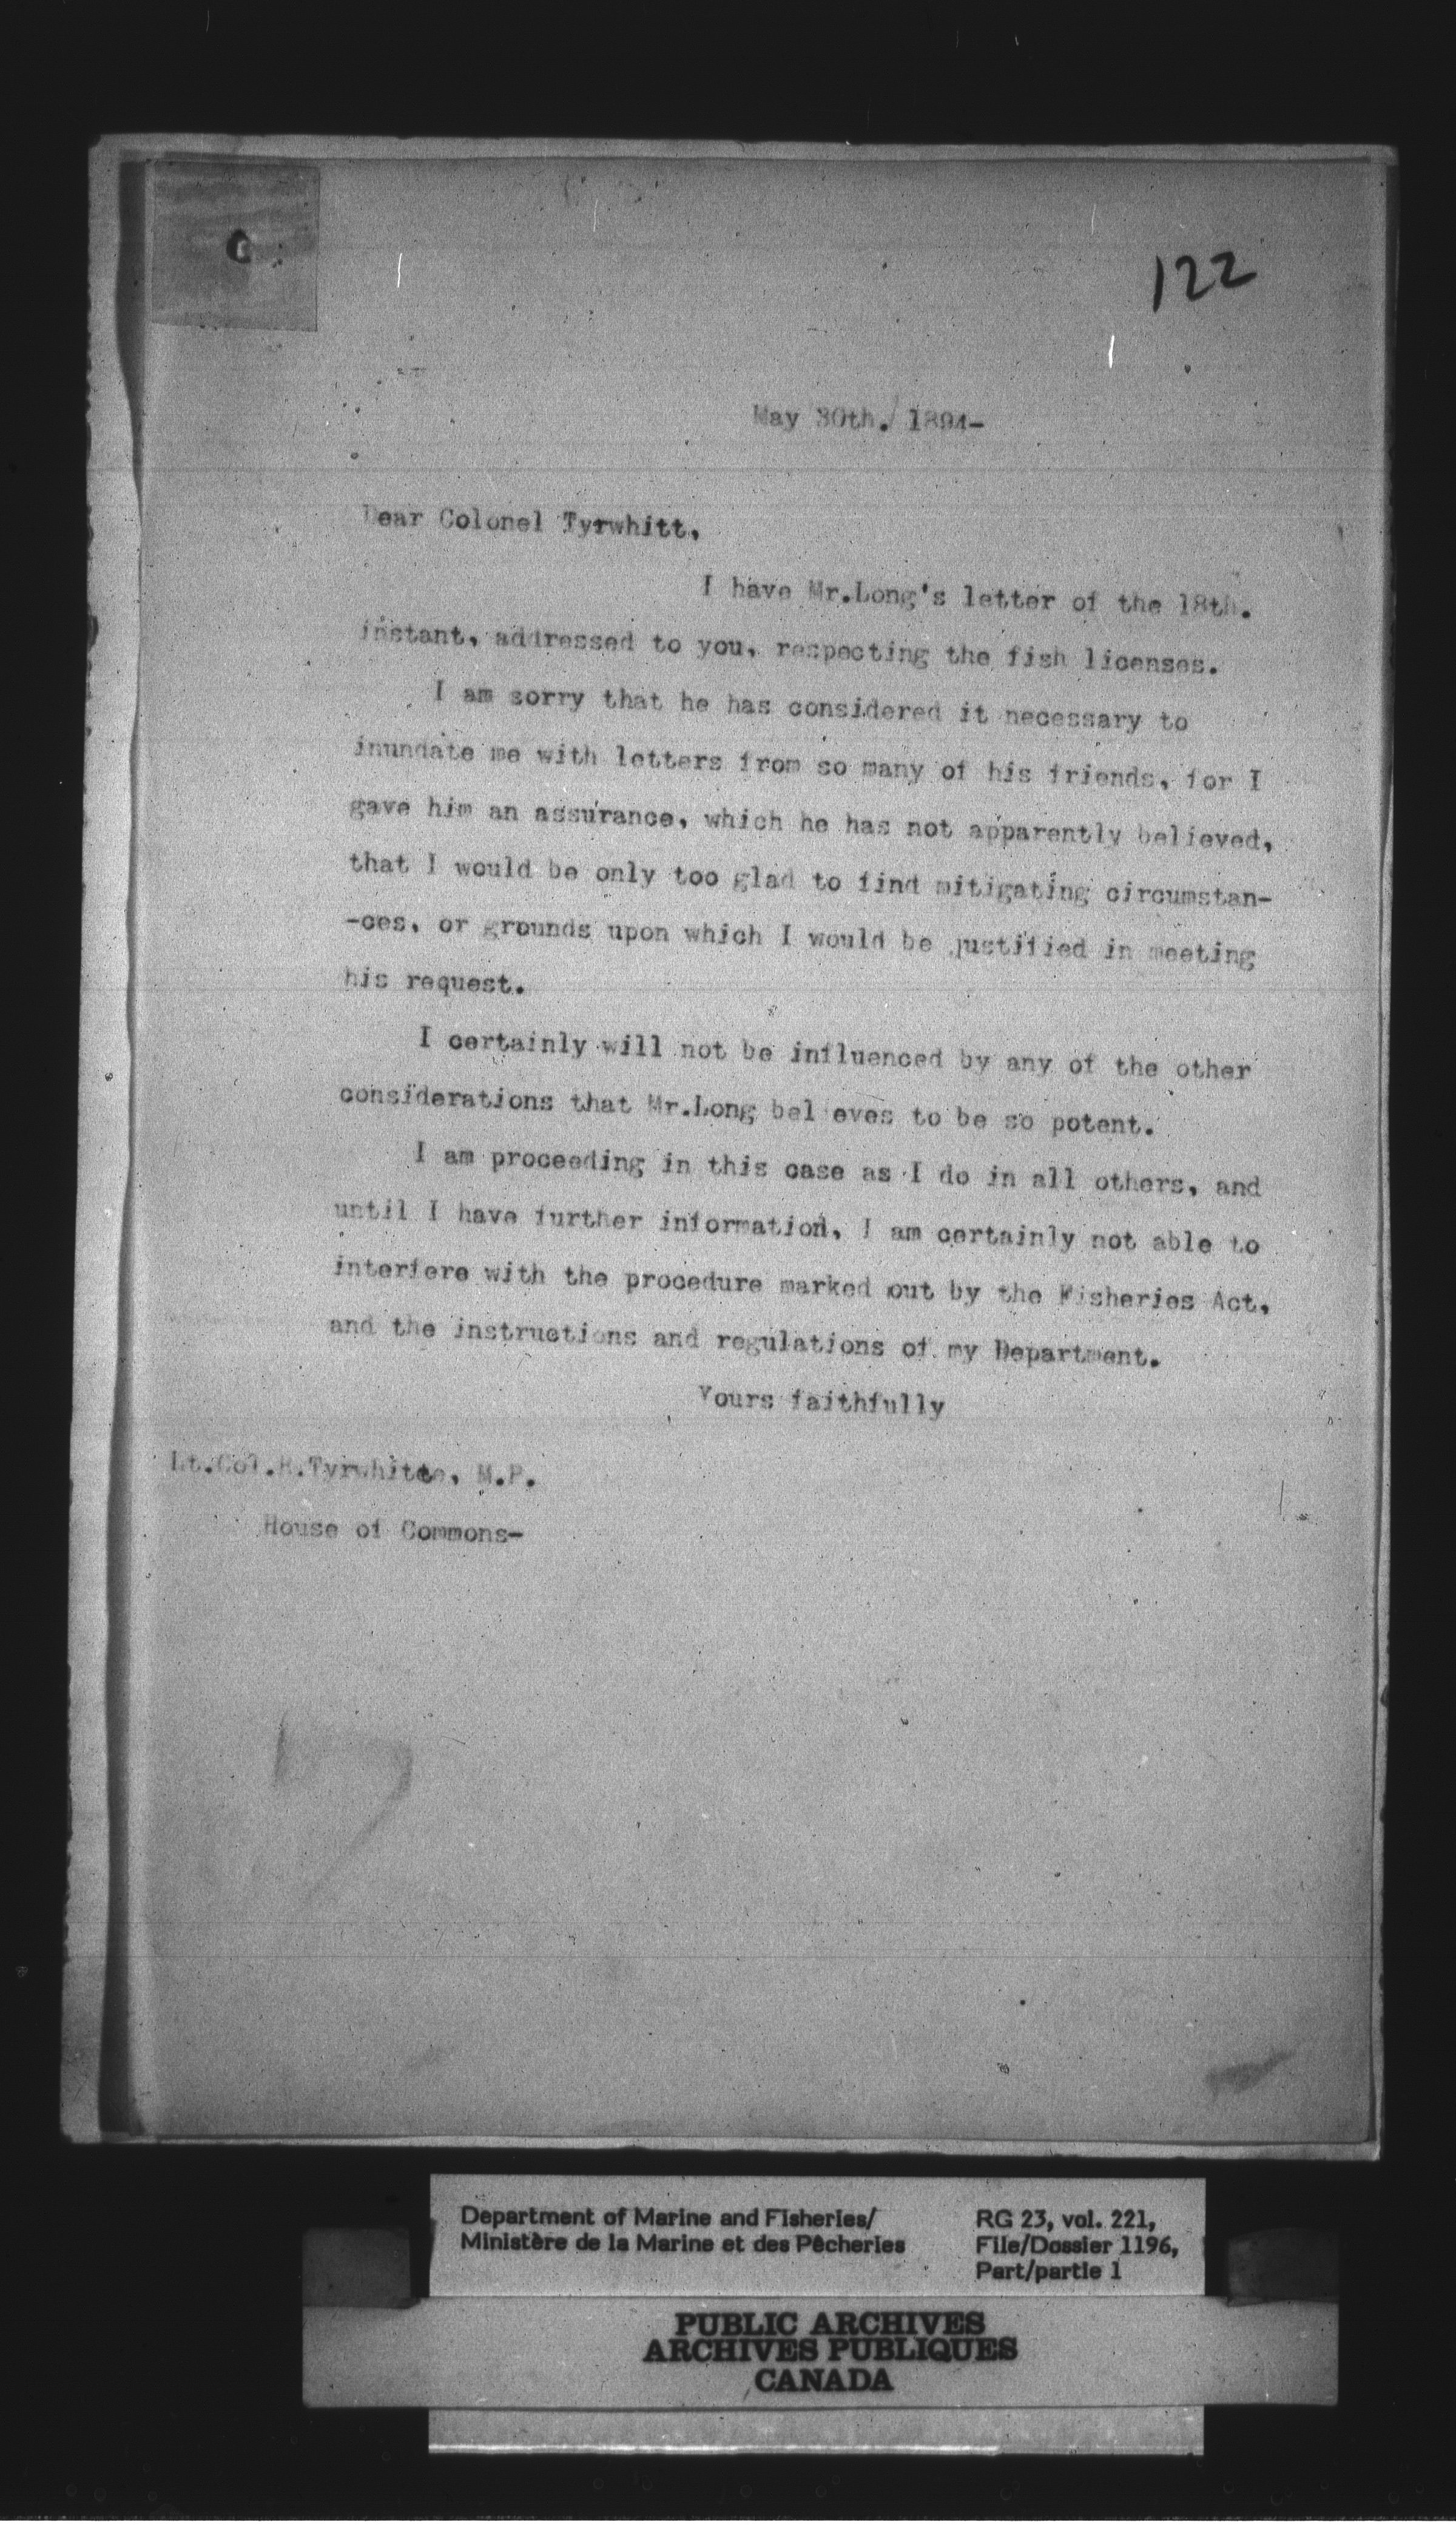 122
May 30th. 1894-
Dear Colonel Tyrwhitt,
I have Mr.Long's letter of the 18th.
instant, addressed to you, respecting the fish licenses.
I am sorry that he has considered it necessary to
inundate me with letters from so many of his friends, for I
gave him an assurance, which he has not apparently believed,
that I would be only too glad to find mitigating circumstan-
-ces, or grounds upon which I would be justified in meeting
his request.
I certainly will not be influenced by any of the other
considerations that Mr.Long believes to be so potent.
I am proceeding in this case as I do in all others, and
until I have further information, I am certainly not able to
interfere with the procedure marked out by the Fisheries Act,
and the instructions and regulations of my Department.
Yours faithfully
Lt.Col.R.Tyrwhitte, M.P.
House of Commons-
Department of Marine and Fisheries/
Ministère de la Marine et des Pêcheries
RG 23, vol. 221,
File/Dossier 1196,
Part/partie 1
PUBLIC ARCHIVES
ARCHIVES PUBLIQUES
CANADA